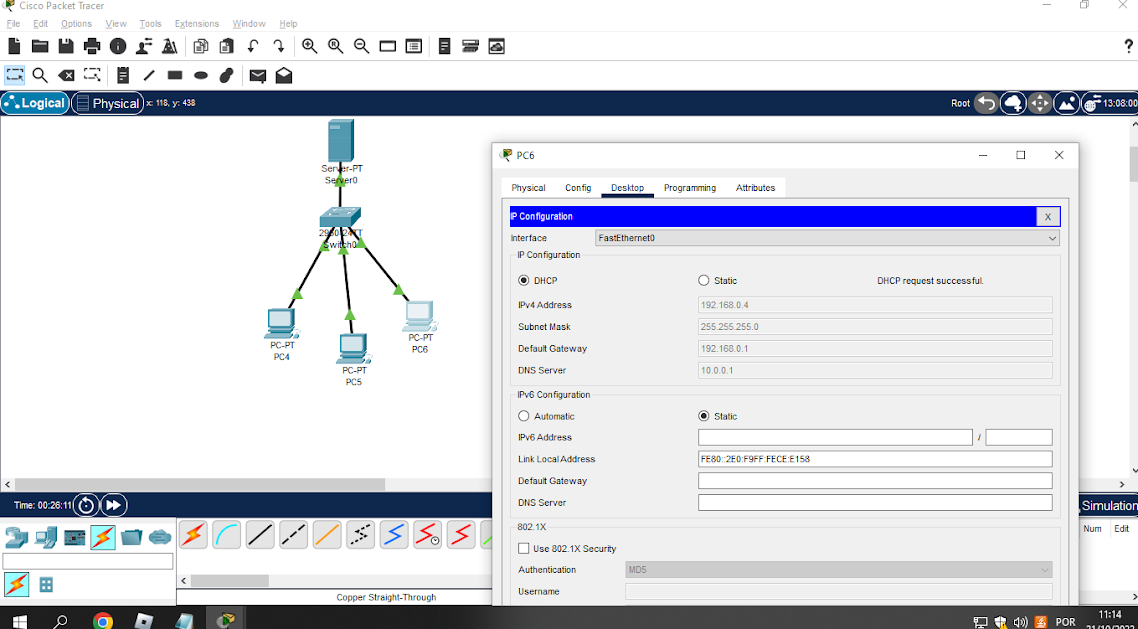 Cisco Packet Tracer
File Edit Options View Tools Extensions Window Help
?
Logical Physical x: 118, y: 438 Root 13:08:00
Server-PT
Server0
2950-24TT
Switch0
PC-PT
PC4
PC-PT
PC5
PC-PT
PC6
PC6
Physical Config Desktop Programming Attributes
IP Configuration X
Interface FastEthernet0
IP Configuration
DHCP Static DHCP request successful.
IPv4 Address 192.168.0.4
Subnet Mask 255.255.255.0
Default Gateway 192.168.0.1
DNS Server 10.0.0.1
IPv6 Configuration
Automatic Static
IPv6 Address /
Link Local Address FE80::2E0:F9FF:FECE:E158
Default Gateway
DNS Server
802.1X
Use 802.1X Security
Authentication MD5
Username
Time: 00:26:11
Simulation
Num Edit
Copper Straight-Through
POR 11:14